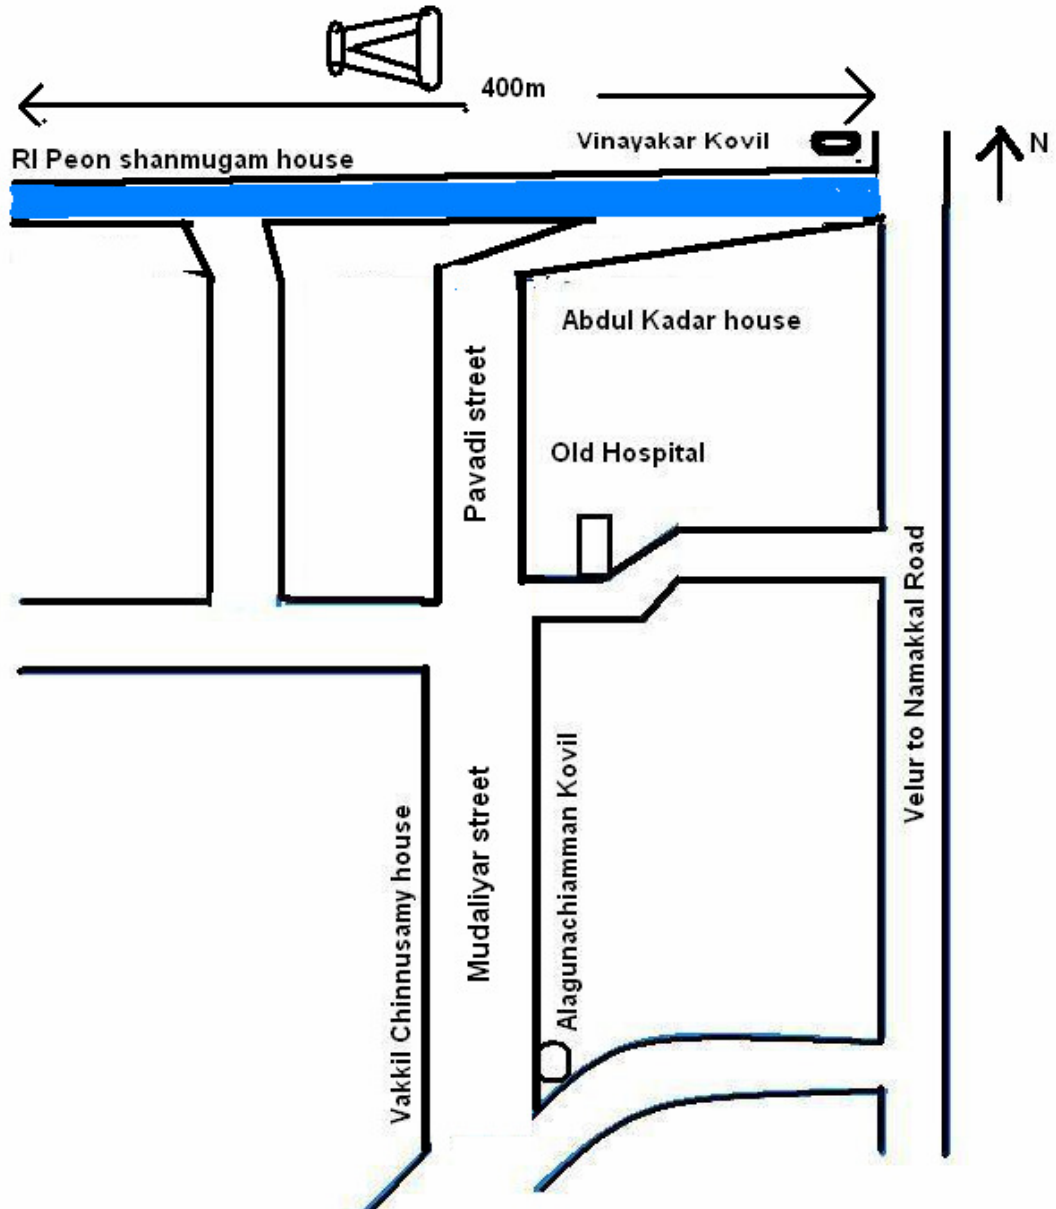 400m
Vinayakar Kovil
N
RI Peon shanmugam house
Abdul Kadar house
Pavadi street
Old Hospital
Velur to Namakkal Road
Mudaliyar street
Alagunachiamman Kovil
Vakkil Chinnusamy house